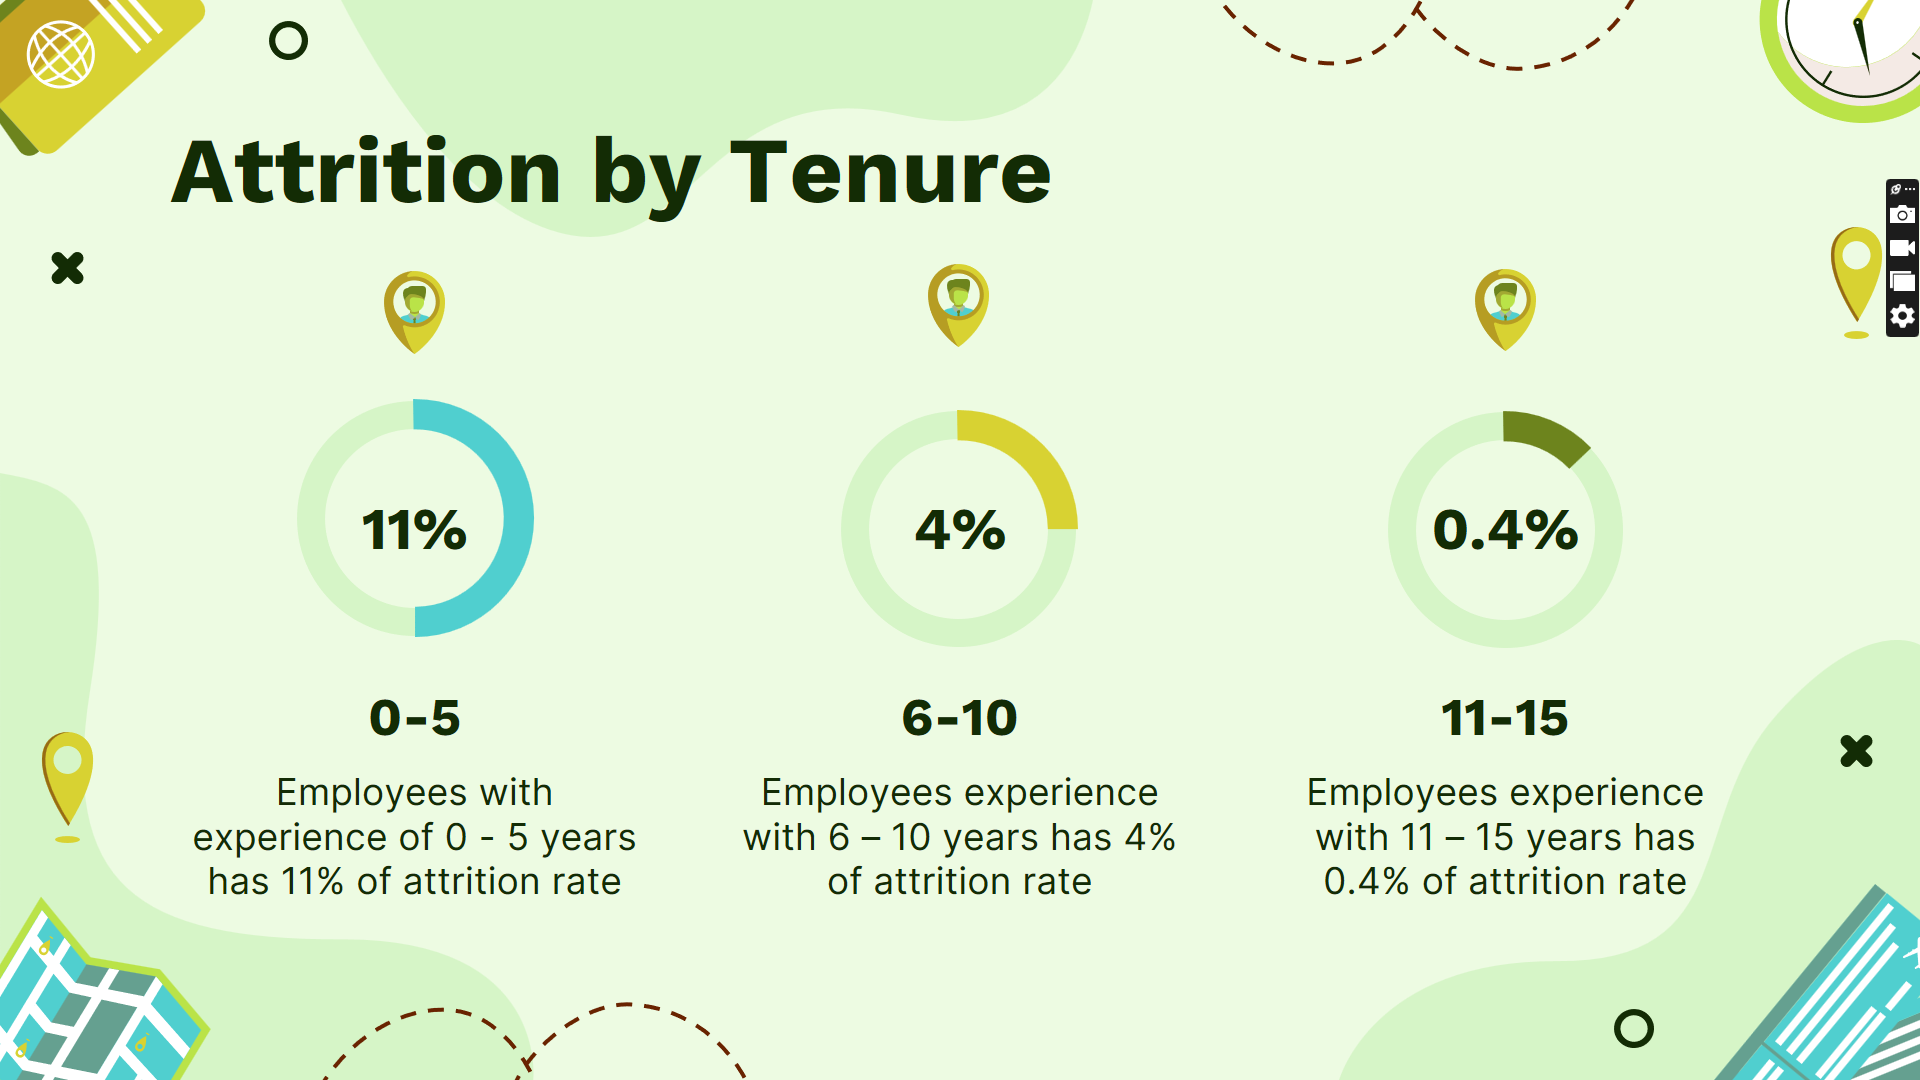 Attrition by Tenure
11%
4%
0.4%
0-5
6-10
11-15
Employees with
experience of 0 - 5 years
has 11% of attrition rate
Employees experience
with 6 – 10 years has 4%
of attrition rate
Employees experience
with 11 – 15 years has
0.4% of attrition rate